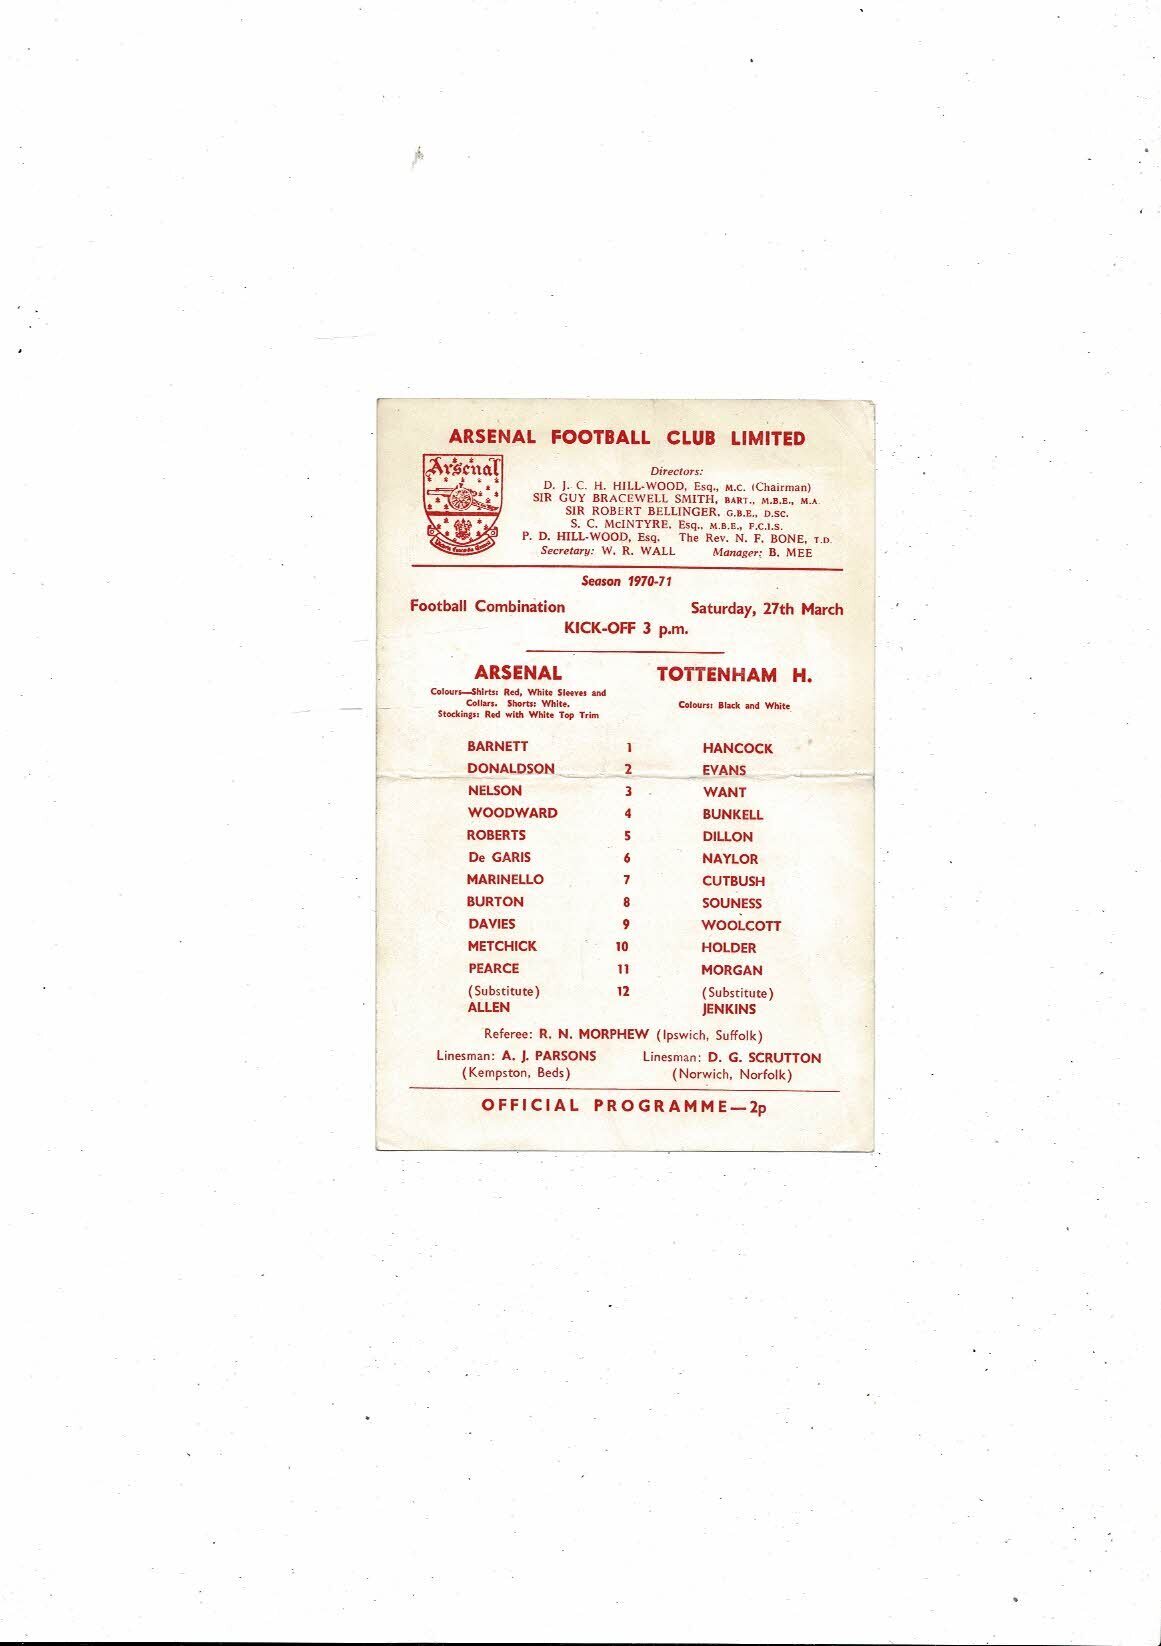 ARSENAL FOOTBALL CLUB LIMITED
Arsenal
Directors:
D. J. C. H. HILL-WOOD, Esq., M.C. (Chairman)
SIR GUY BRACEWELL SMITH, BART., M.B.E., M.A.
SIR ROBERT BELLINGER, G.B.E., D.SC.
S. C. McINTYRE, Esq., M.B.E., F.C.I.S.
P. D. HILL-WOOD, Esq. The Rev. N. F. BONE, T.D.
Secretary: W. R. WALL Manager: B. MEE
Season 1970-71
Football Combination Saturday, 27th March
KICK-OFF 3 p.m.
ARSENAL TOTTENHAM H.
Colours—Shirts: Red, White Sleeves and
Collars. Shorts: White.
Stockings: Red with White Top Trim
Colours: Black and White
BARNETT 1 HANCOCK
DONALDSON 2 EVANS
NELSON 3 WANT
WOODWARD 4 BUNKELL
ROBERTS 5 DILLON
De GARIS 6 NAYLOR
MARINELLO 7 CUTBUSH
BURTON 8 SOUNESS
DAVIES 9 WOOLCOTT
METCHICK 10 HOLDER
PEARCE 11 MORGAN
(Substitute) 12 (Substitute)
ALLEN JENKINS
Referee: R. N. MORPHEW (Ipswich, Suffolk)
Linesman: A. J. PARSONS Linesman: D. G. SCRUTTON
(Kempston, Beds) (Norwich, Norfolk)
OFFICIAL PROGRAMME—2p